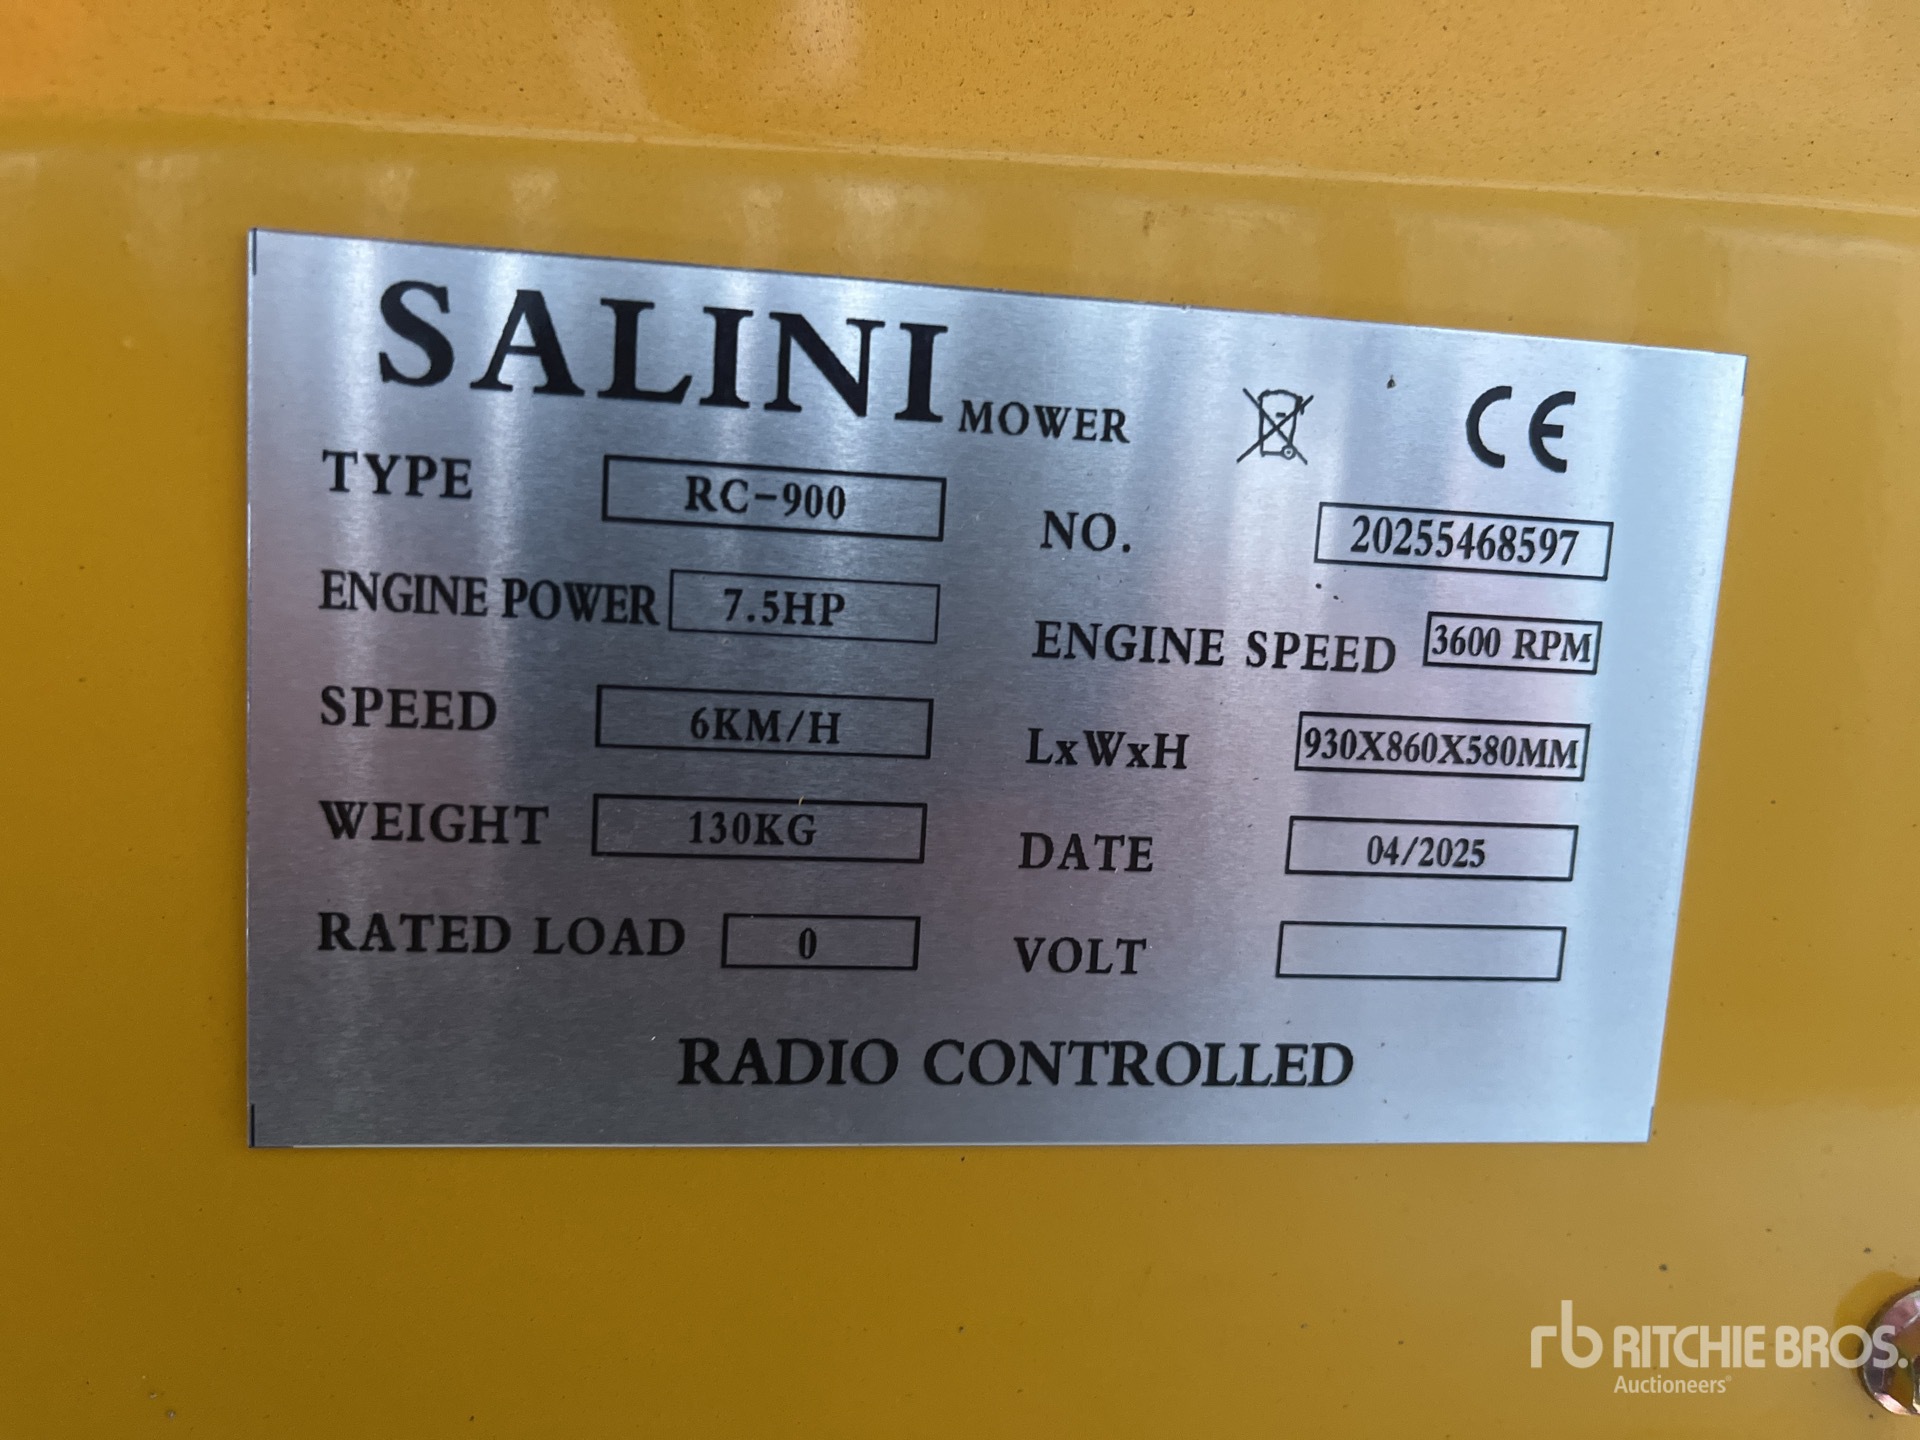 SALINI MOWER
CE
TYPE RC-900
NO. 20255468597
ENGINE POWER 7.5HP
ENGINE SPEED 3600 RPM
SPEED 6KM/H
LxWxH 930X860X580MM
WEIGHT 130KG
DATE 04/2025
RATED LOAD 0
VOLT
RADIO CONTROLLED
rb RITCHIE BROS.
Auctioneers